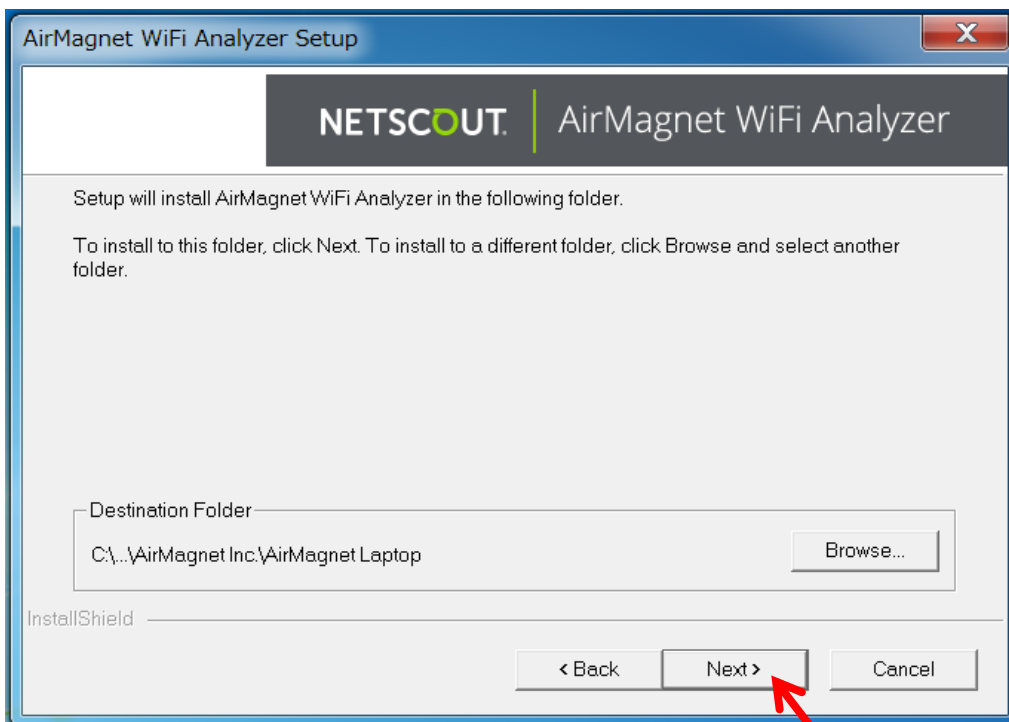 AirMagnet WiFi Analyzer Setup
NETSCOUT. AirMagnet WiFi Analyzer
Setup will install AirMagnet WiFi Analyzer in the following folder.
To install to this folder, click Next. To install to a different folder, click Browse and select another
folder.
Destination Folder
C:\...\AirMagnet Inc.\AirMagnet Laptop
Browse...
InstallShield
< Back
Next >
Cancel